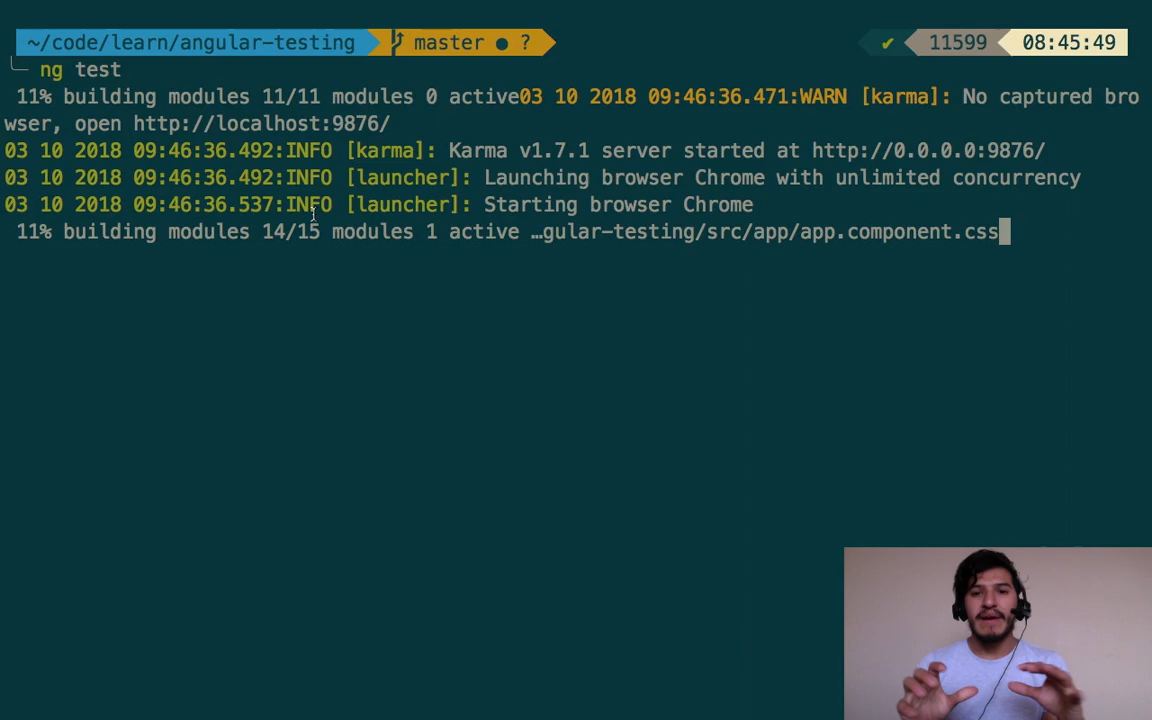 ~/code/learn/angular-testing master ● ? ✔ 11599 08:45:49
ng test
11% building modules 11/11 modules 0 active03 10 2018 09:46:36.471:WARN [karma]: No captured bro
wser, open http://localhost:9876/
03 10 2018 09:46:36.492:INFO [karma]: Karma v1.7.1 server started at http://0.0.0.0:9876/
03 10 2018 09:46:36.492:INFO [launcher]: Launching browser Chrome with unlimited concurrency
03 10 2018 09:46:36.537:INFO [launcher]: Starting browser Chrome
11% building modules 14/15 modules 1 active …gular-testing/src/app/app.component.css